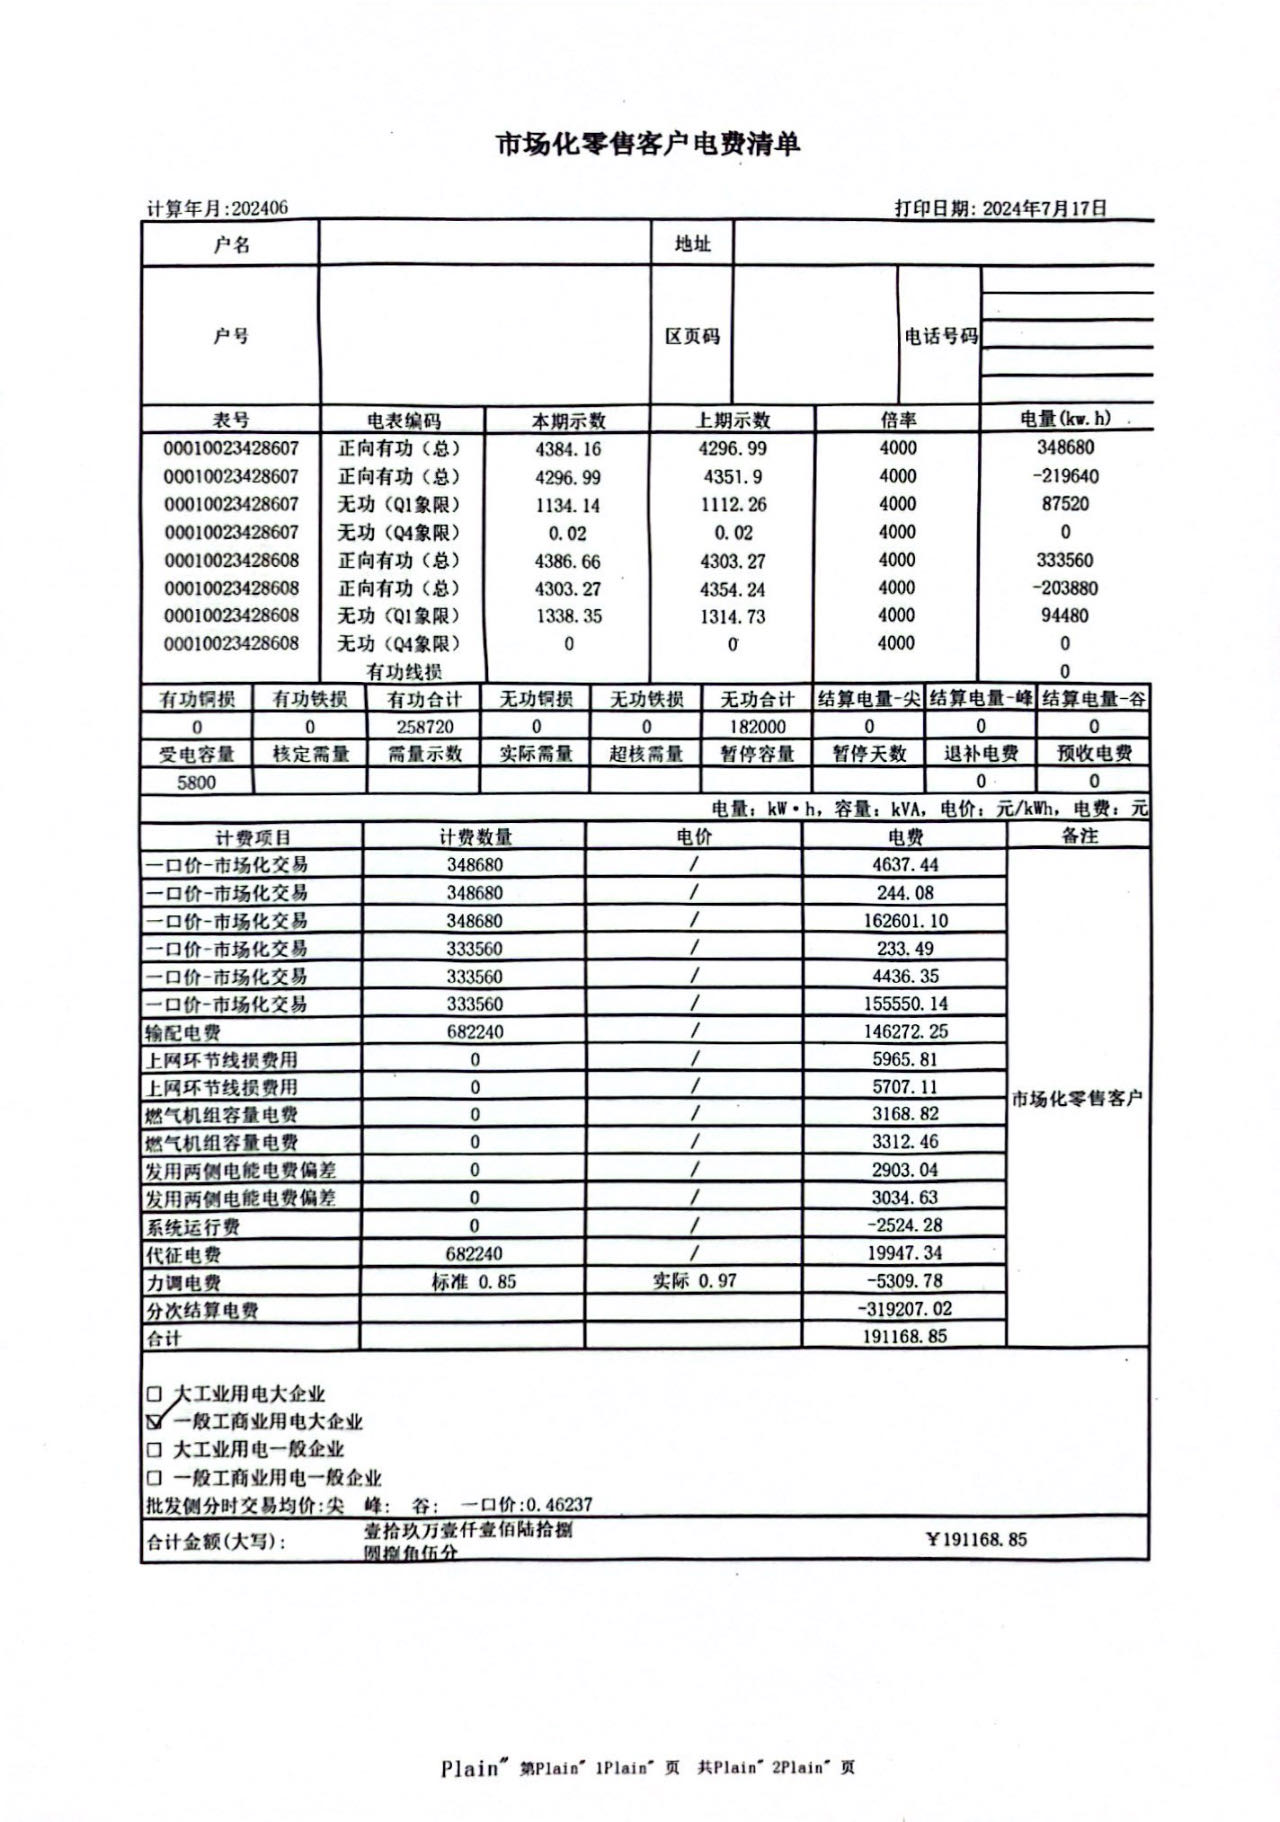 市场化零售客户电费清单
计算年月:202406 打印日期: 2024年7月17日
户名 地址
户号 区页码 电话号码
表号 电表编码 本期示数 上期示数 倍率 电量(kw.h)
00010023428607 正向有功（总） 4384.16 4296.99 4000 348680
00010023428607 正向有功（总） 4296.99 4351.9 4000 -219640
00010023428607 无功（Q1象限） 1134.14 1112.26 4000 87520
00010023428607 无功（Q4象限） 0.02 0.02 4000 0
00010023428608 正向有功（总） 4386.66 4303.27 4000 333560
00010023428608 正向有功（总） 4303.27 4354.24 4000 -203880
00010023428608 无功（Q1象限） 1338.35 1314.73 4000 94480
00010023428608 无功（Q4象限） 0 0 4000 0
有功线损 0
有功铜损 有功铁损 有功合计 无功铜损 无功铁损 无功合计 结算电量-尖 结算电量-峰 结算电量-谷
0 0 258720 0 0 182000 0 0 0
受电容量 核定需量 需量示数 实际需量 超核需量 暂停容量 暂停天数 退补电费 预收电费
5800 0 0
电量：kW·h，容量：kVA，电价：元/kWh，电费：元
计费项目 计费数量 电价 电费 备注
一口价-市场化交易 348680 / 4637.44
一口价-市场化交易 348680 / 244.08
一口价-市场化交易 348680 / 162601.10
一口价-市场化交易 333560 / 233.49
一口价-市场化交易 333560 / 4436.35
一口价-市场化交易 333560 / 155550.14
输配电费 682240 / 146272.25
上网环节线损费用 0 / 5965.81
上网环节线损费用 0 / 5707.11
市场化零售客户
燃气机组容量电费 0 / 3168.82
燃气机组容量电费 0 / 3312.46
发用两侧电能电费偏差 0 / 2903.04
发用两侧电能电费偏差 0 / 3034.63
系统运行费 0 / -2524.28
代征电费 682240 / 19947.34
力调电费 标准 0.85 实际 0.97 -5309.78
分次结算电费 -319207.02
合计 191168.85
☐ 大工业用电大企业
☑ 一般工商业用电大企业
☐ 大工业用电一般企业
☐ 一般工商业用电一般企业
批发侧分时交易均价:尖 峰: 谷: 一口价:0.46237
合计金额(大写): 壹拾玖万壹仟壹佰陆拾捌 ￥191168.85
圆捌角伍分
Plain" 第Plain" 1Plain" 页 共Plain" 2Plain" 页